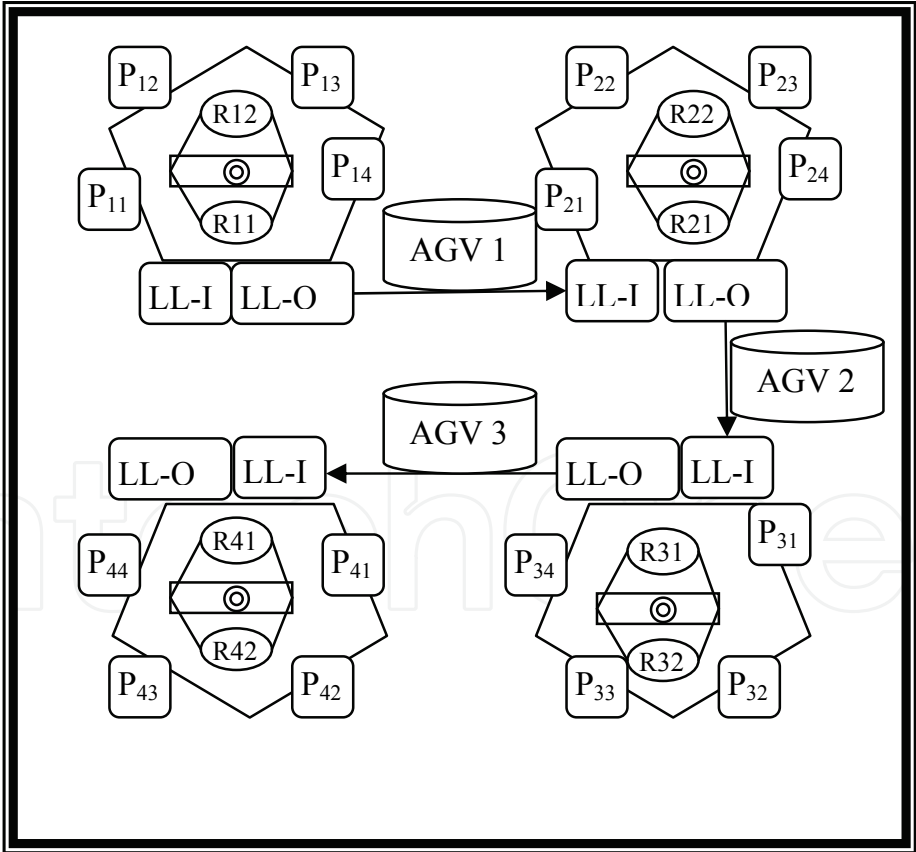 P12 P13 P22 P23
R12 R22
P11 P14 P21 P24
R11 R21
AGV 1
LL-I LL-O LL-I LL-O
AGV 2
AGV 3
LL-O LL-I LL-O LL-I
P44 R41 P41 P34 R31 P31
R42 R32
P43 P42 P33 P32